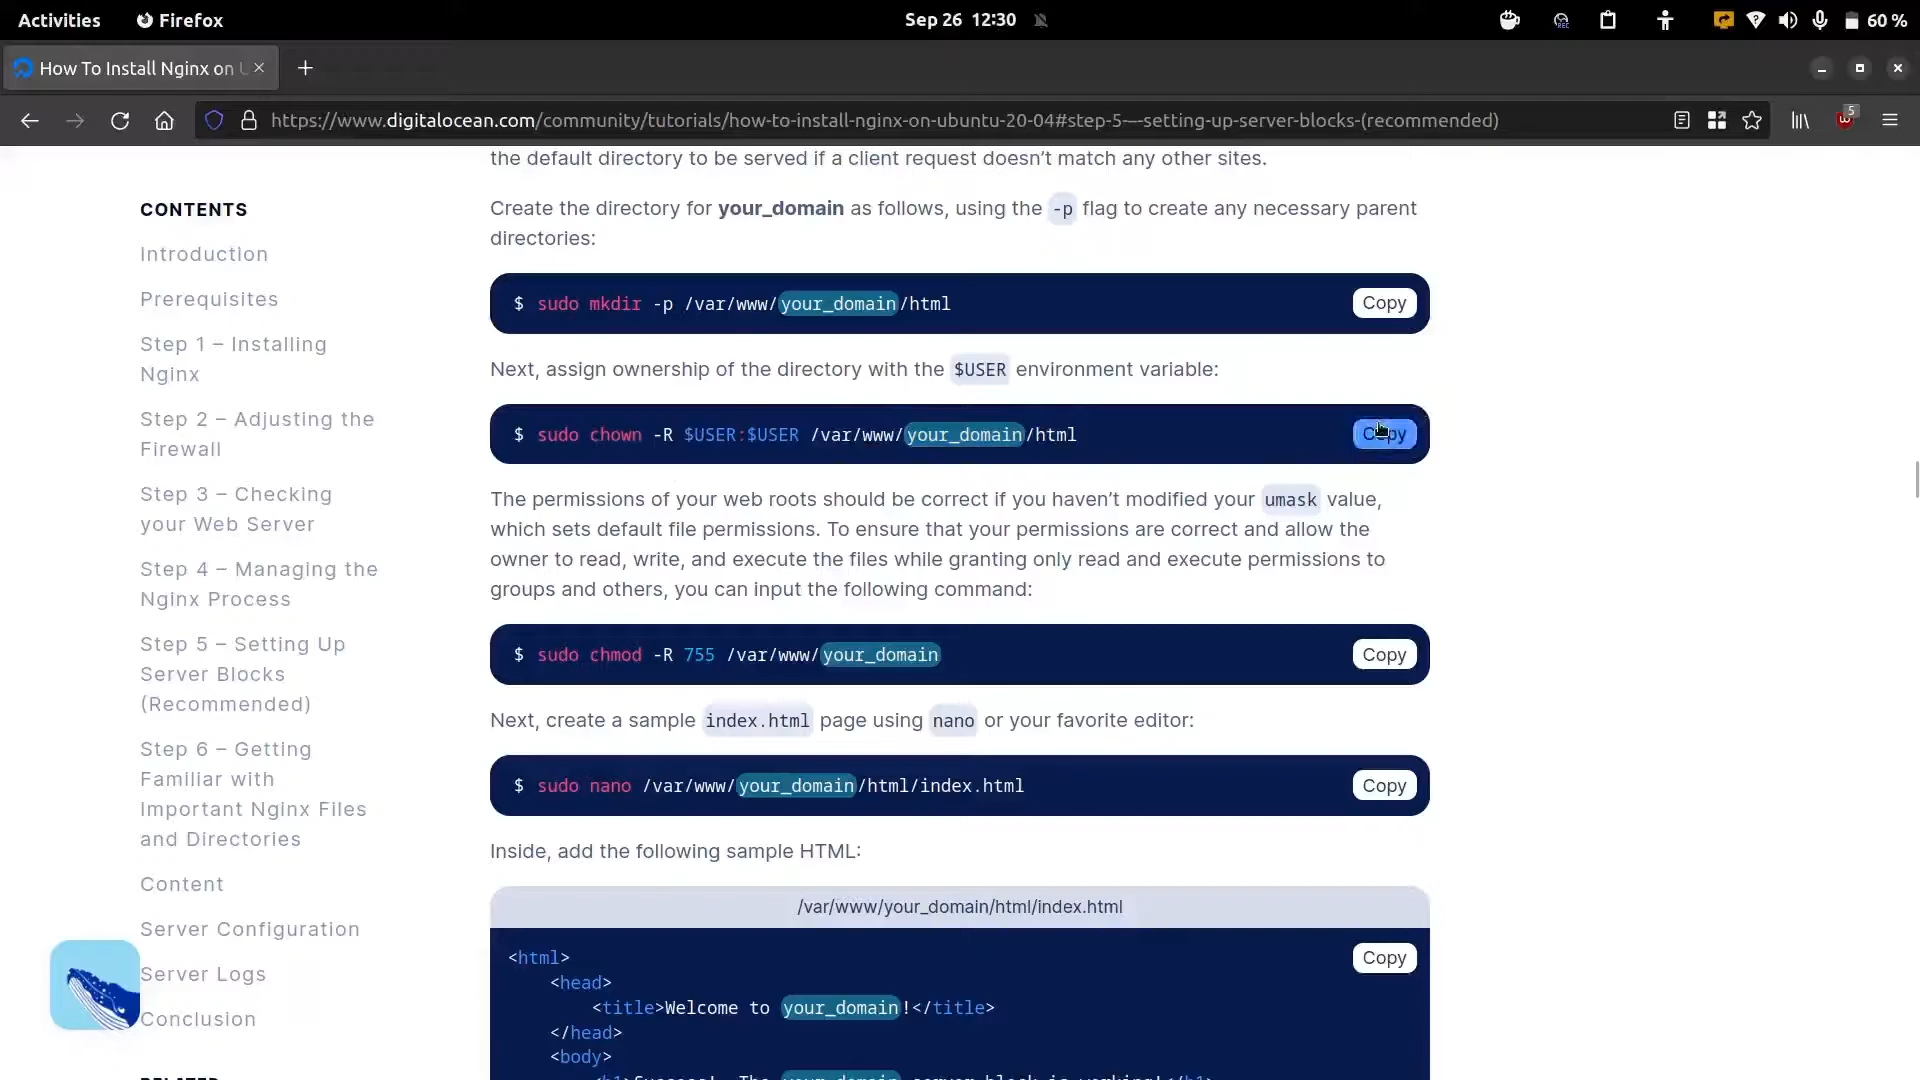 Activities Firefox Sep 26 12:30 60 %
How To Install Nginx on U
https://www.digitalocean.com/community/tutorials/how-to-install-nginx-on-ubuntu-20-04#step-5-–-setting-up-server-blocks-(recommended) 5
the default directory to be served if a client request doesn’t match any other sites.
CONTENTS
Introduction
Prerequisites
Step 1 – Installing
Nginx
Step 2 – Adjusting the
Firewall
Step 3 – Checking
your Web Server
Step 4 – Managing the
Nginx Process
Step 5 – Setting Up
Server Blocks
(Recommended)
Step 6 – Getting
Familiar with
Important Nginx Files
and Directories
Content
Server Configuration
Server Logs
Conclusion
Create the directory for your_domain as follows, using the -p flag to create any necessary parent
directories:
$ sudo mkdir -p /var/www/your_domain/html Copy
Next, assign ownership of the directory with the $USER environment variable:
$ sudo chown -R $USER:$USER /var/www/your_domain/html Copy
The permissions of your web roots should be correct if you haven’t modified your umask value,
which sets default file permissions. To ensure that your permissions are correct and allow the
owner to read, write, and execute the files while granting only read and execute permissions to
groups and others, you can input the following command:
$ sudo chmod -R 755 /var/www/your_domain Copy
Next, create a sample index.html page using nano or your favorite editor:
$ sudo nano /var/www/your_domain/html/index.html Copy
Inside, add the following sample HTML:
/var/www/your_domain/html/index.html
<html> Copy
<head>
<title>Welcome to your_domain!</title>
</head>
<body>